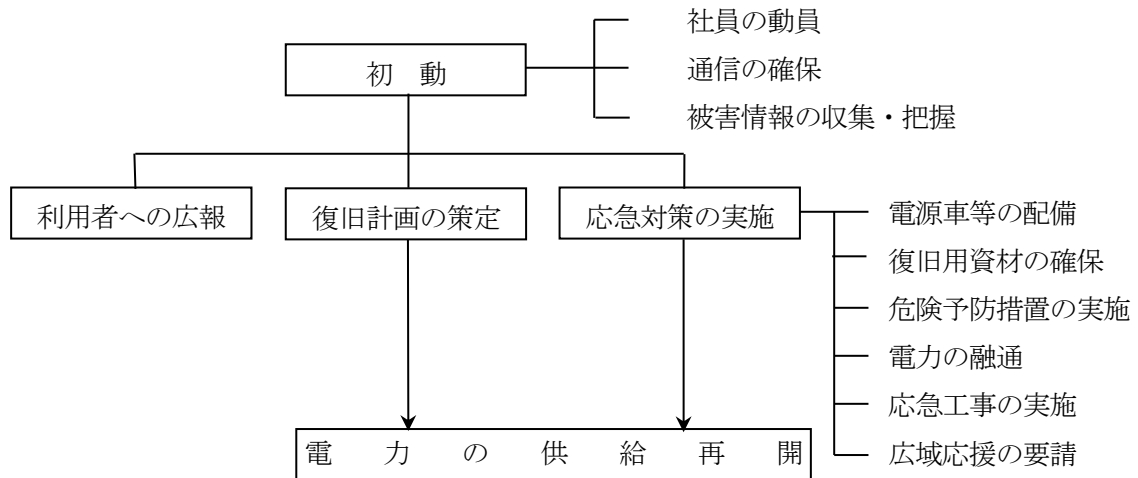 社員の動員
初 動
通信の確保
被害情報の収集・把握
利用者への広報
復旧計画の策定
応急対策の実施
電源車等の配備
復旧用資材の確保
危険予防措置の実施
電力の融通
応急工事の実施
広域応援の要請
電 力 の 供 給 再 開